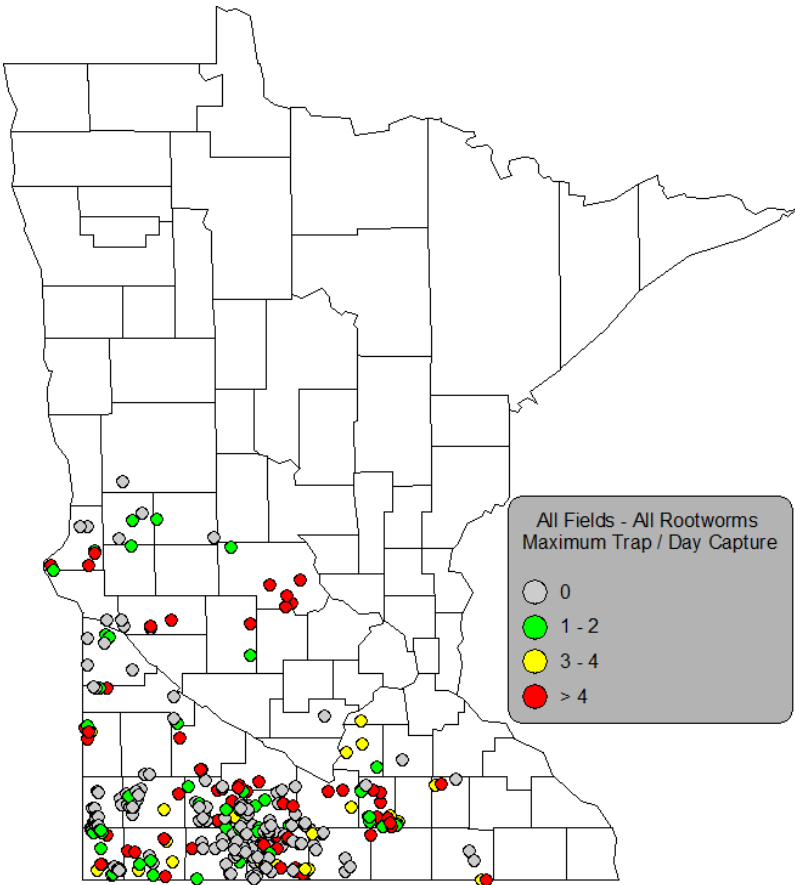 All Fields - All Rootworms
Maximum Trap / Day Capture
0
1 - 2
3 - 4
> 4